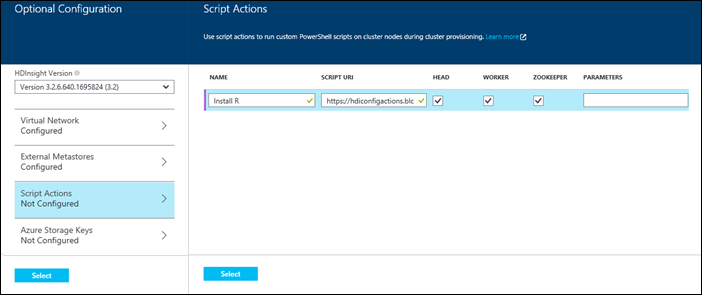 Optional Configuration
HDInsight Version
Version 3.2.6.640.1695824 (3.2)
Virtual Network
Configured
External Metastores
Configured
Script Actions
Not Configured
Azure Storage Keys
Not Configured
Select
Script Actions
Use script actions to run custom PowerShell scripts on cluster nodes during cluster provisioning. Learn more
NAME SCRIPT URI HEAD WORKER ZOOKEEPER PARAMETERS
Install R https://hdiconfigactions.blc
Select